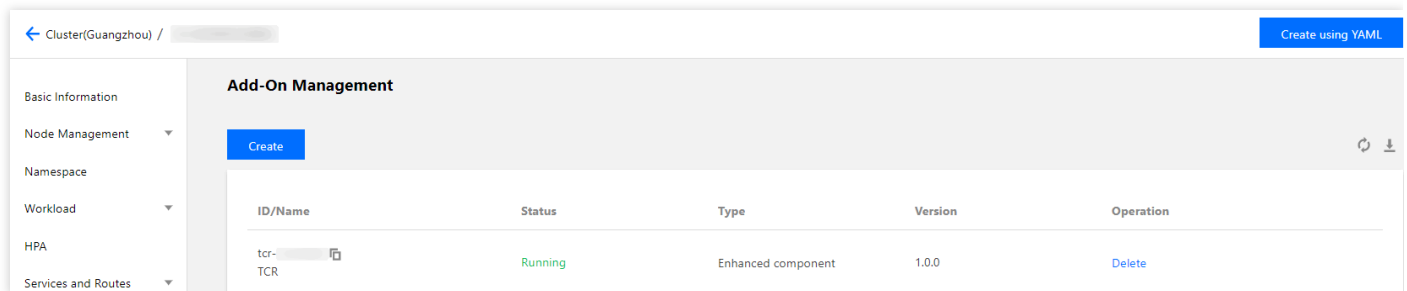 Cluster(Guangzhou) /
Create using YAML
Basic Information
Node Management
Namespace
Workload
HPA
Services and Routes
Add-On Management
Create
ID/Name Status Type Version Operation
tcr- Running Enhanced component 1.0.0 Delete
TCR